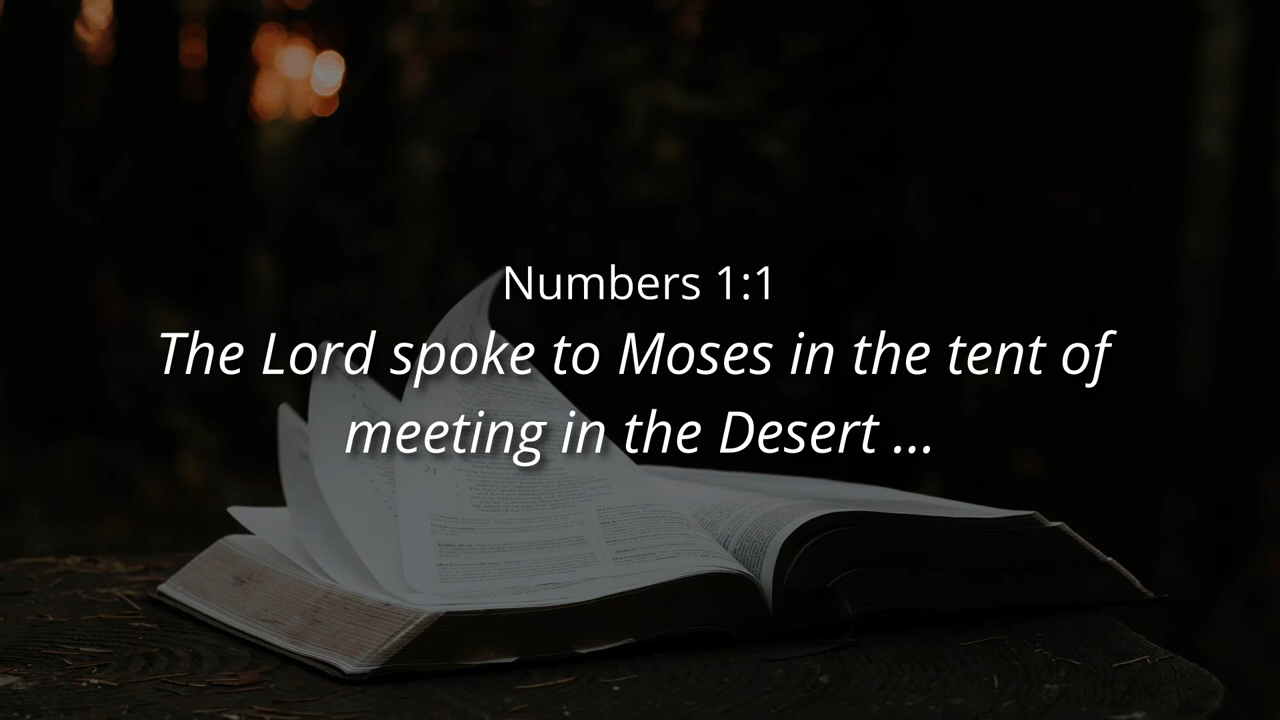 Numbers 1:1
The Lord spoke to Moses in the tent of
meeting in the Desert ...